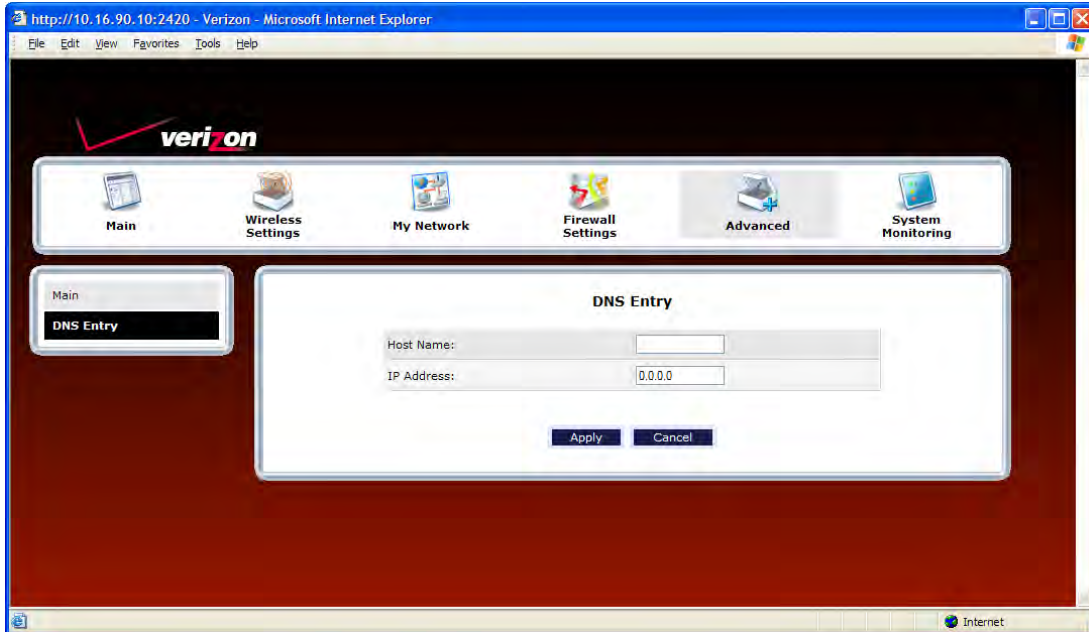 http://10.16.90.10:2420 - Verizon - Microsoft Internet Explorer
File Edit View Favorites Tools Help
verizon
Main
Wireless Settings
My Network
Firewall Settings
Advanced
System Monitoring
Main
DNS Entry
DNS Entry
Host Name:
IP Address: 0.0.0.0
Apply Cancel
Internet